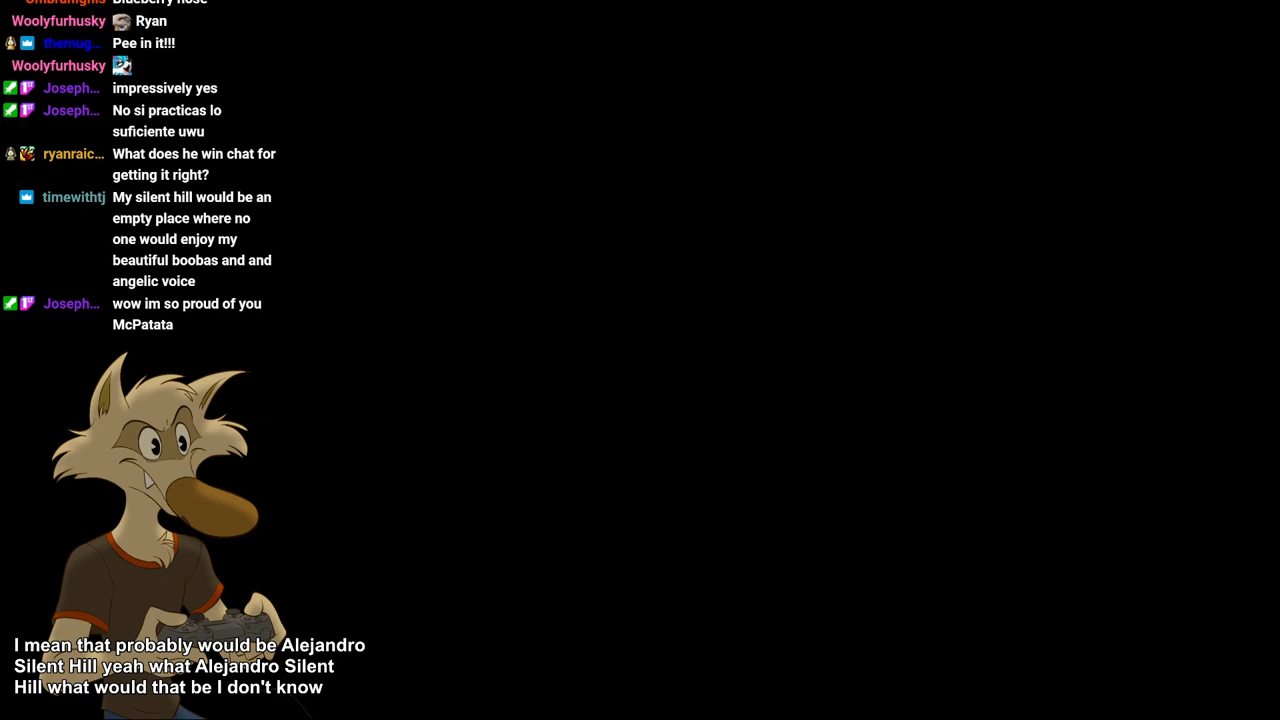 Blueberry nose
Woolyfurhusky Ryan
themug... Pee in it!!!
Woolyfurhusky
Joseph... impressively yes
Joseph... No si practicas lo
suficiente uwu
ryanraic... What does he win chat for
getting it right?
timewithtj My silent hill would be an
empty place where no
one would enjoy my
beautiful boobas and and
angelic voice
Joseph... wow im so proud of you
McPatata
I mean that probably would be Alejandro
Silent Hill yeah what Alejandro Silent
Hill what would that be I don't know